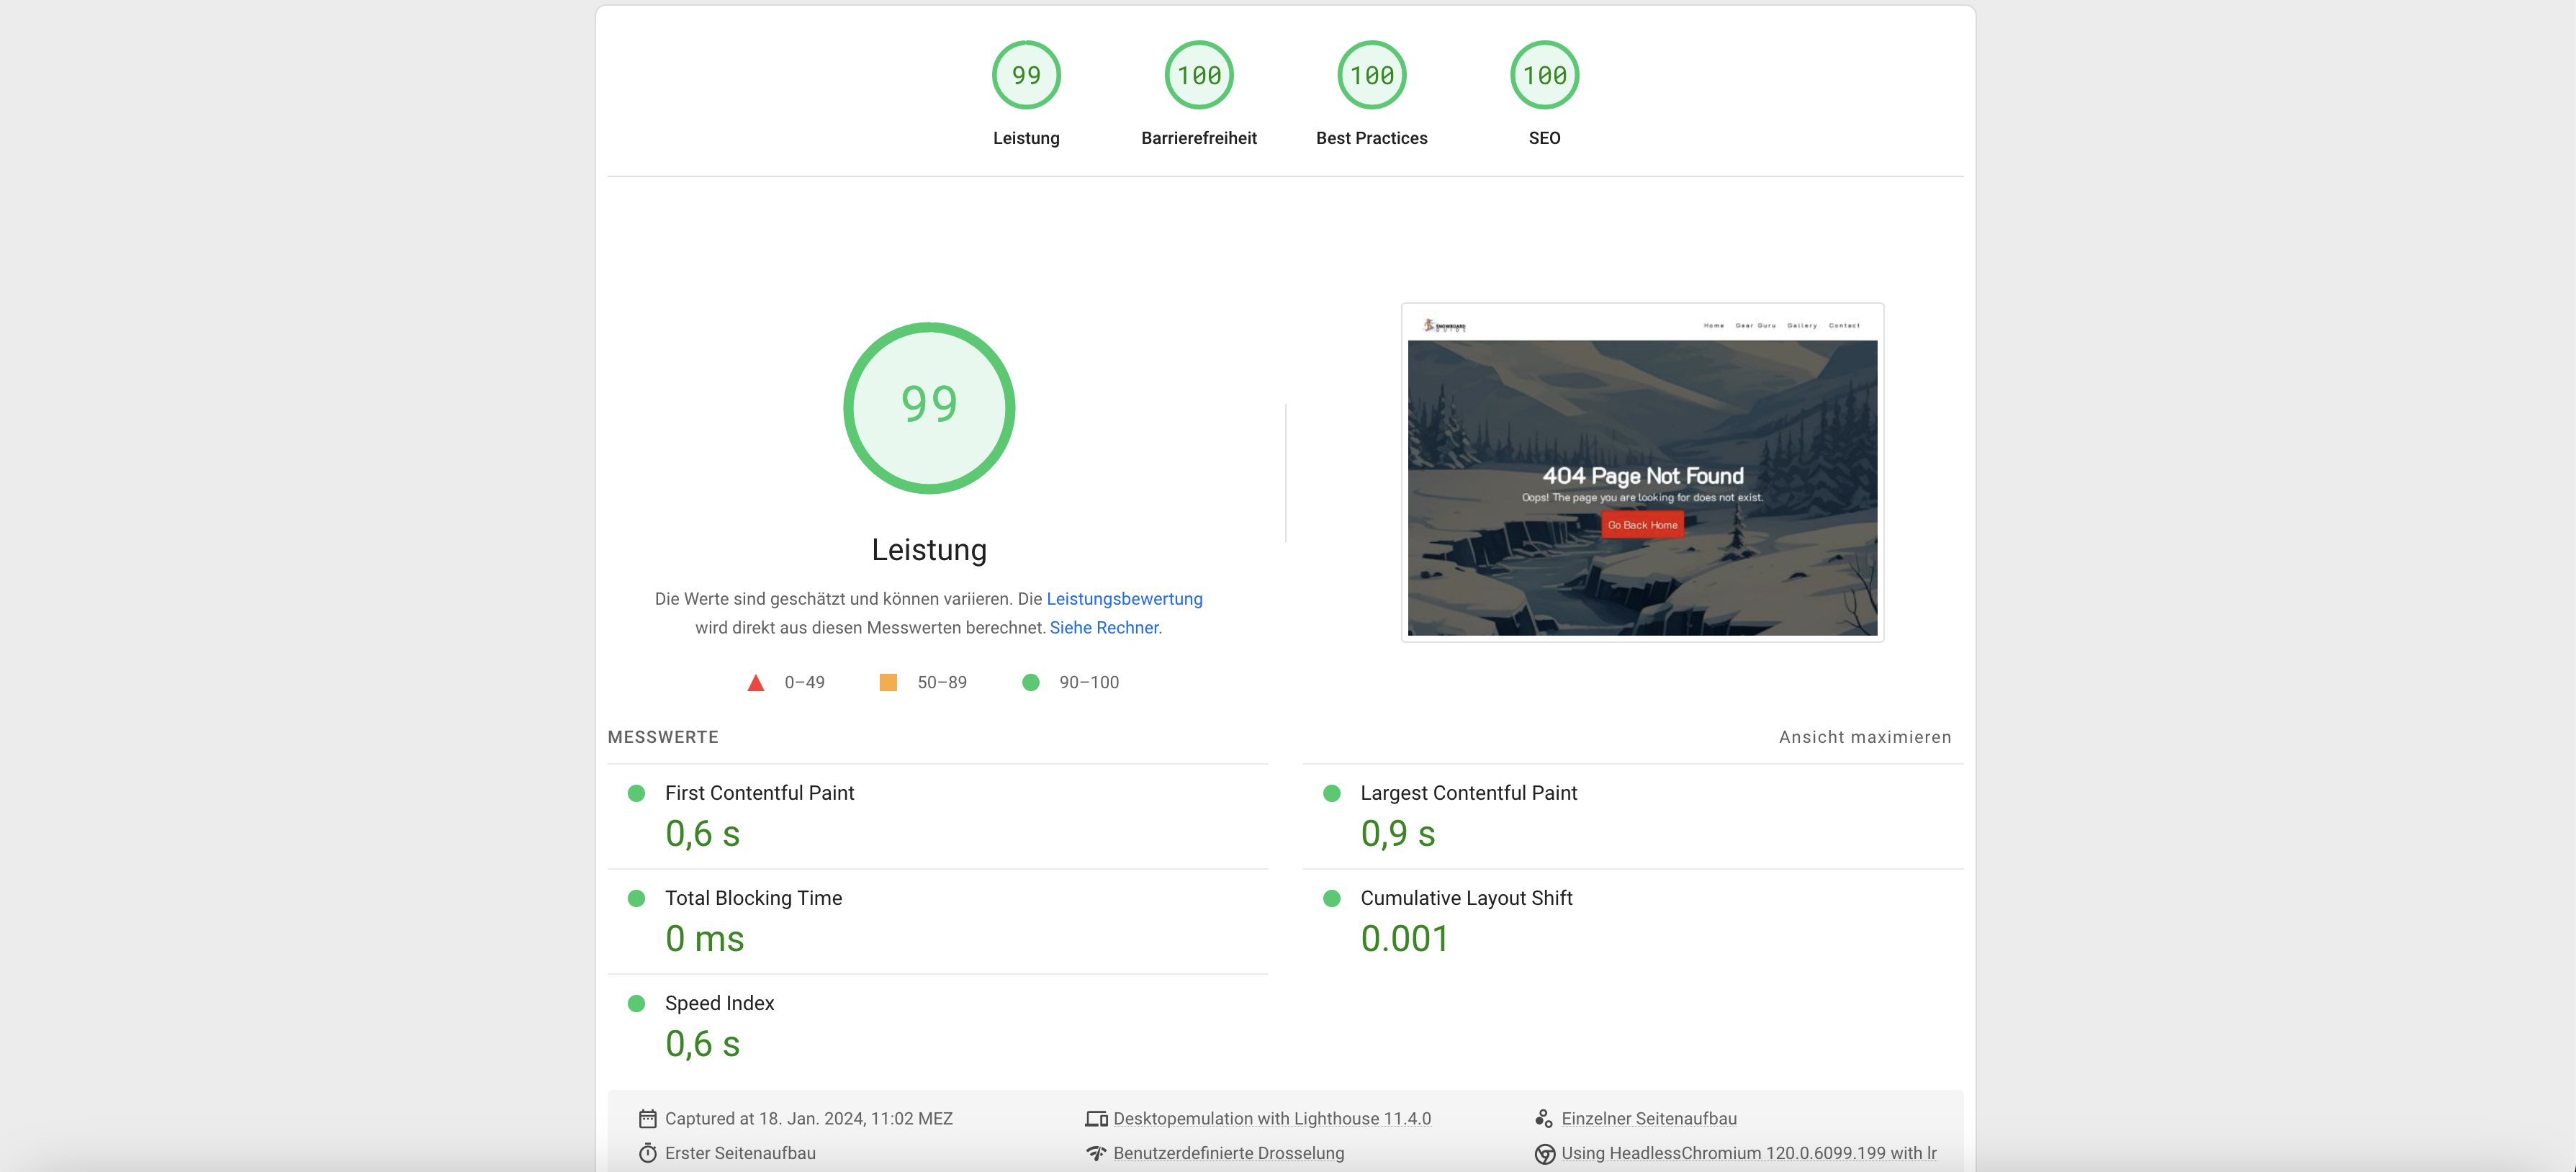 99
100
100
100
Leistung
Barrierefreiheit
Best Practices
SEO
99
Leistung
Die Werte sind geschätzt und können variieren. Die Leistungsbewertung
wird direkt aus diesen Messwerten berechnet. Siehe Rechner.
0–49
50–89
90–100
SNOWBOARD
Home
Gear Guru
Gallery
Contact
404 Page Not Found
Oops! The page you are looking for does not exist.
Go Back Home
MESSWERTE
Ansicht maximieren
First Contentful Paint
0,6 s
Largest Contentful Paint
0,9 s
Total Blocking Time
0 ms
Cumulative Layout Shift
0.001
Speed Index
0,6 s
Captured at 18. Jan. 2024, 11:02 MEZ
Desktopemulation with Lighthouse 11.4.0
Einzelner Seitenaufbau
Erster Seitenaufbau
Benutzerdefinierte Drosselung
Using HeadlessChromium 120.0.6099.199 with lr